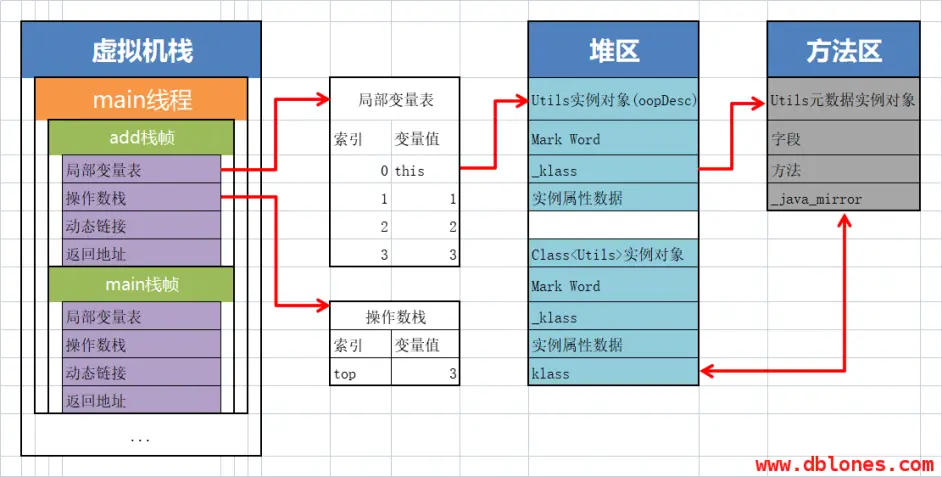 虚拟机栈
main线程
add栈帧
局部变量表
操作数栈
动态链接
返回地址
main栈帧
局部变量表
操作数栈
动态链接
返回地址
...
局部变量表
索引 变量值
0 this
1 1
2 2
3 3
操作数栈
索引 变量值
top 3
堆区
Utils实例对象(oopDesc)
Mark Word
_klass
实例属性数据
Class<Utils>实例对象
Mark Word
_klass
实例属性数据
klass
方法区
Utils元数据实例对象
字段
方法
_java_mirror
www.dblones.com